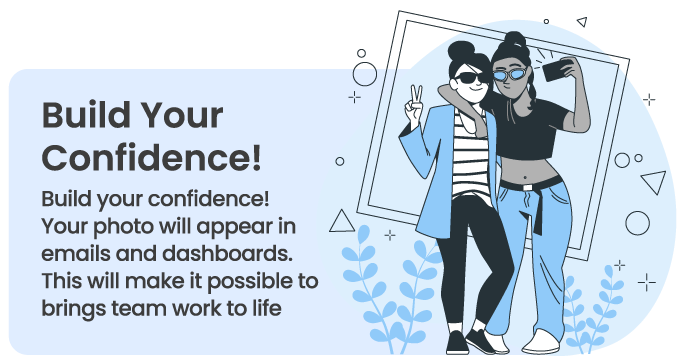 Build Your
Confidence!
Build your confidence!
Your photo will appear in
emails and dashboards.
This will make it possible to
brings team work to life